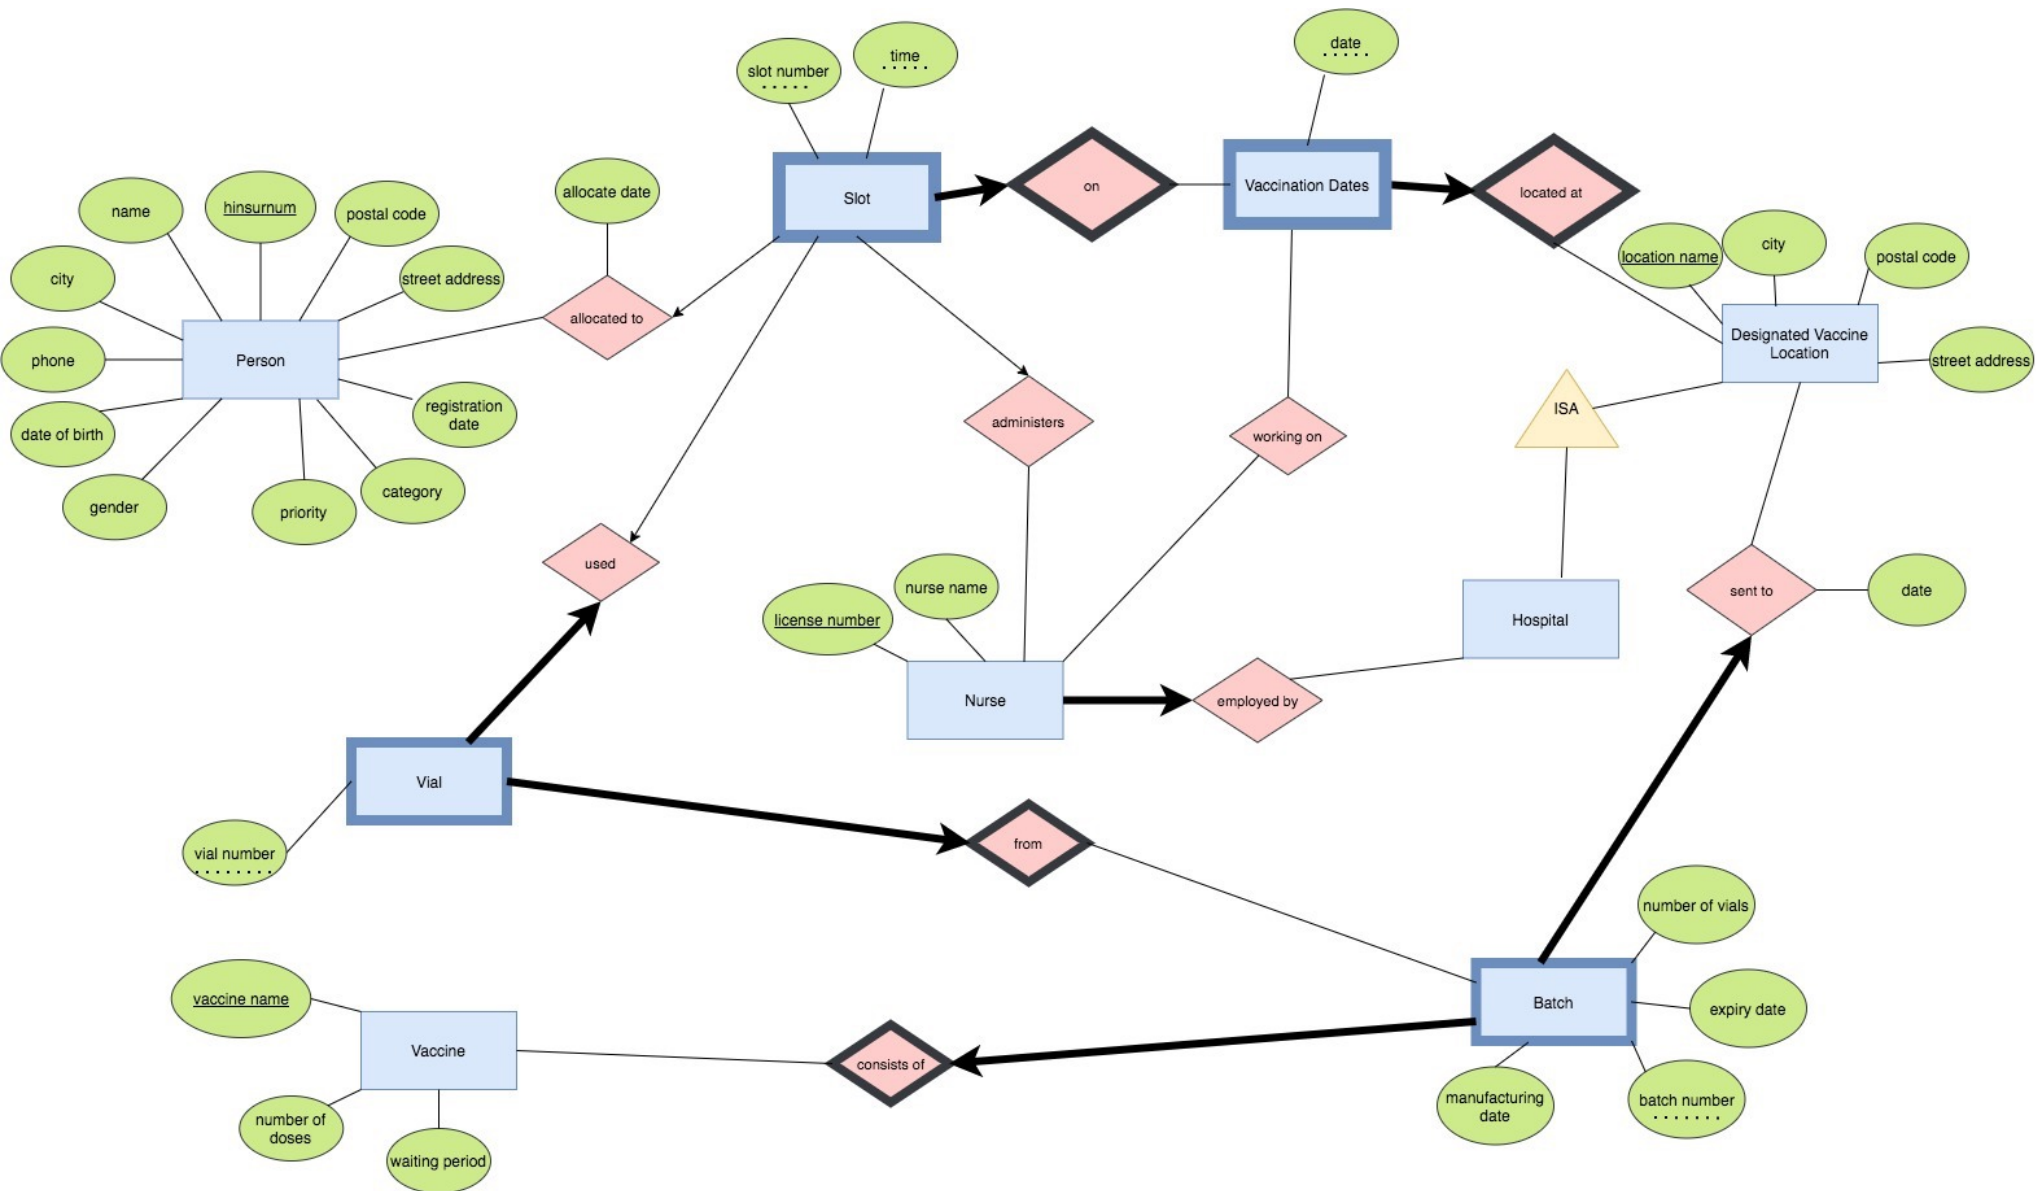 date
time
slot number
on
Slot
Vaccination Dates
located at
allocate date
name
hinsurnum
postal code
city
location name
postal code
city
street address
allocated to
Designated Vaccine
Location
Person
street address
phone
ISA
registration
date
administers
working on
date of birth
category
gender
priority
used
nurse name
sent to
date
license number
Hospital
Nurse
employed by
Vial
from
vial number
number of vials
vaccine name
Batch
expiry date
Vaccine
consists of
manufacturing
date
batch number
number of
doses
waiting period